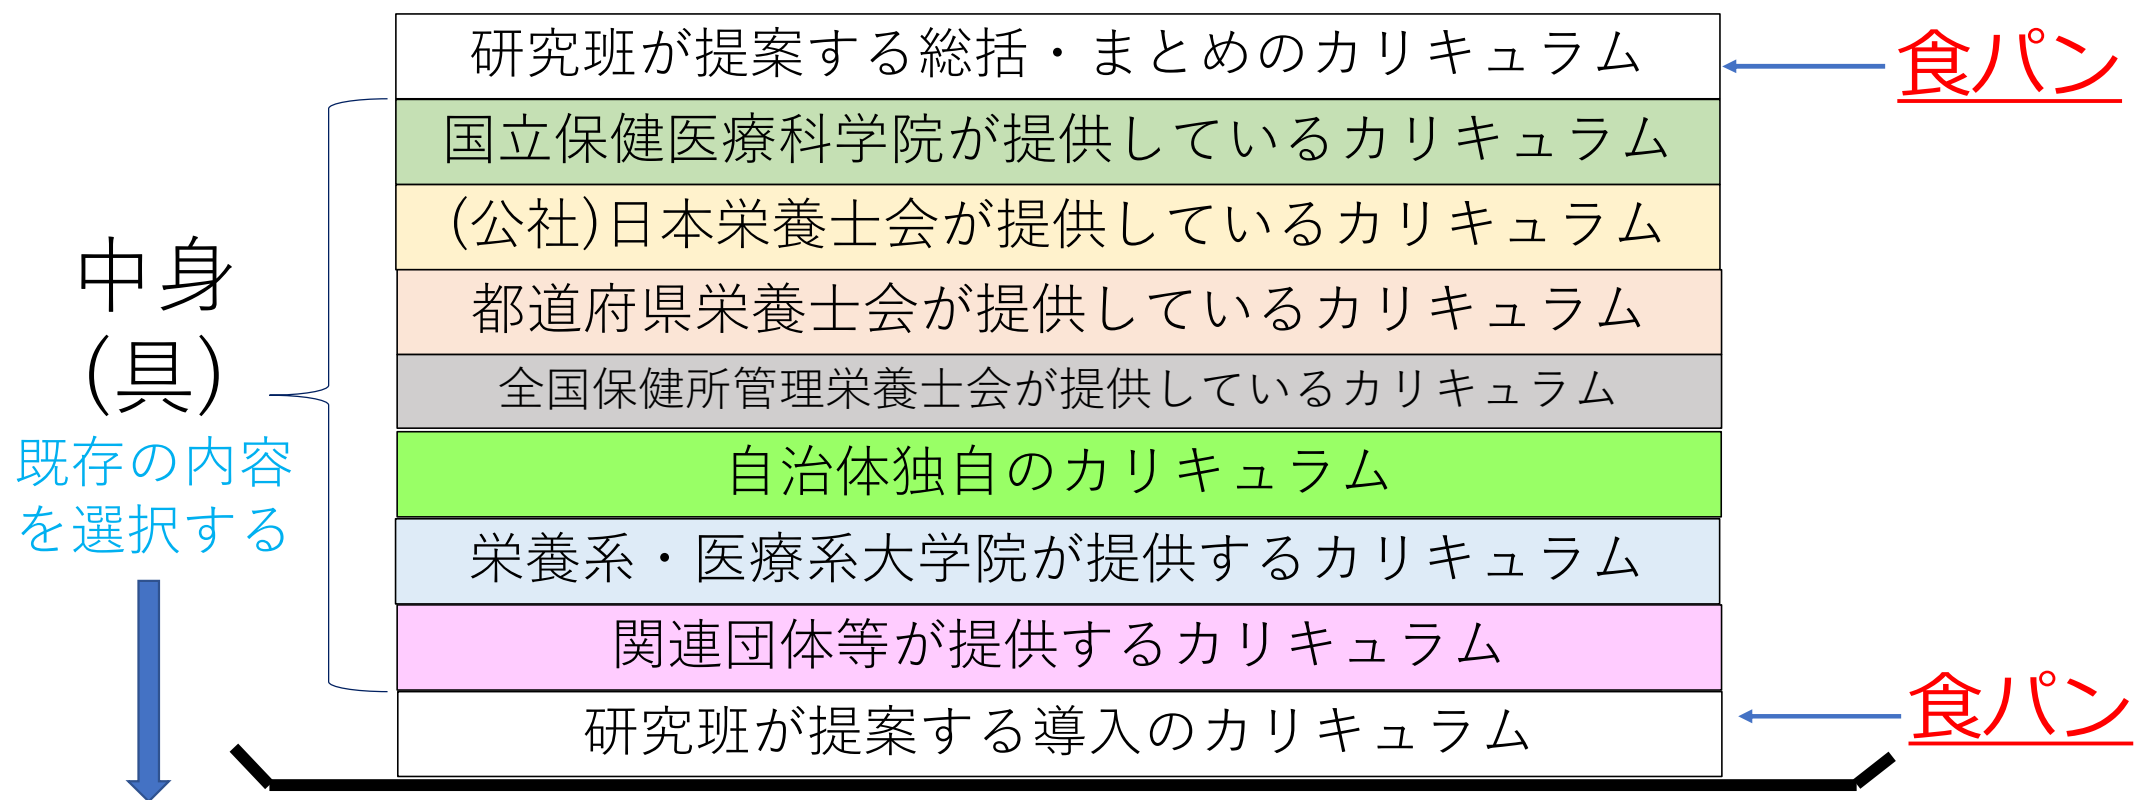 研究班が提案する総括・まとめのカリキュラム
食パン
国立保健医療科学院が提供しているカリキュラム
(公社)日本栄養士会が提供しているカリキュラム
都道府県栄養士会が提供しているカリキュラム
全国保健所管理栄養士会が提供しているカリキュラム
自治体独自のカリキュラム
栄養系・医療系大学院が提供するカリキュラム
関連団体等が提供するカリキュラム
研究班が提案する導入のカリキュラム
食パン
中身
(具)
既存の内容
を選択する